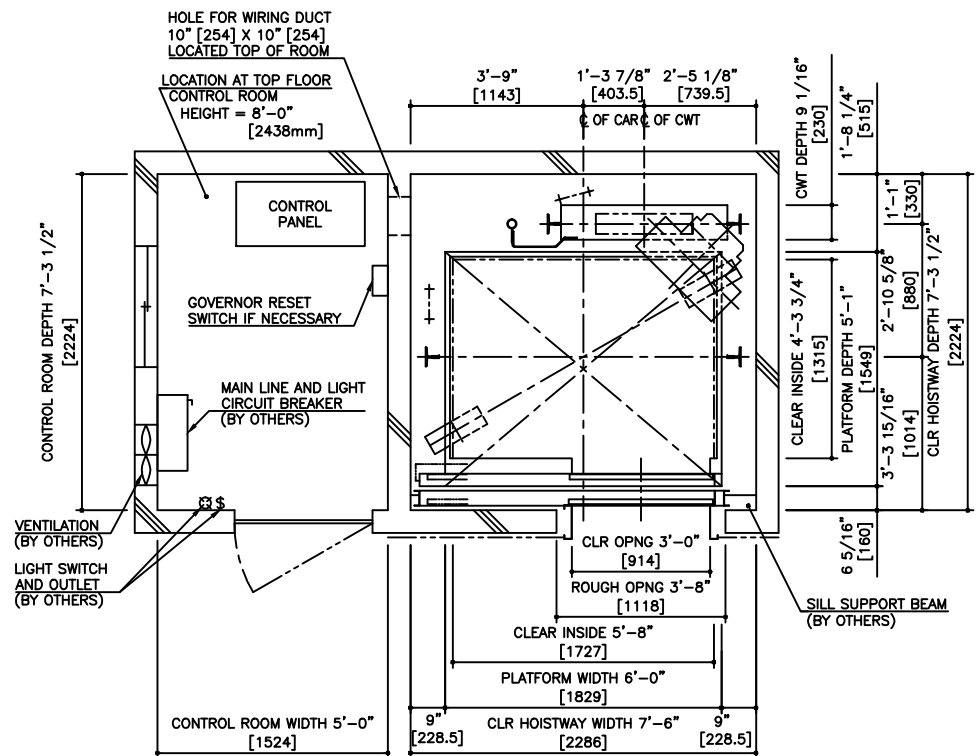 HOLE FOR WIRING DUCT
10" [254] X 10" [254]
LOCATED TOP OF ROOM
LOCATION AT TOP FLOOR
CONTROL ROOM
HEIGHT = 8'-0"
[2438mm]
3'-9"
[1143]
1'-3 7/8"
[403.5]
2'-5 1/8"
[739.5]
℄ OF CAR
℄ OF CWT
CWT DEPTH 9 1/16"
[230]
1'-8 1/4"
[515]
CONTROL
PANEL
1'-1"
[330]
CONTROL ROOM DEPTH 7'-3 1/2"
[2224]
GOVERNOR RESET
SWITCH IF NECESSARY
MAIN LINE AND LIGHT
CIRCUIT BREAKER
(BY OTHERS)
CLEAR INSIDE 4'-3 3/4"
[1315]
PLATFORM DEPTH 5'-1"
[1549]
2'-10 5/8"
[880]
3'-3 15/16"
[1014]
CLR HOISTWAY DEPTH 7'-3 1/2"
[2224]
6 5/16"
[160]
$
VENTILATION
(BY OTHERS)
LIGHT SWITCH
AND OUTLET
(BY OTHERS)
CLR OPNG 3'-0"
[914]
ROUGH OPNG 3'-8"
[1118]
SILL SUPPORT BEAM
(BY OTHERS)
CLEAR INSIDE 5'-8"
[1727]
PLATFORM WIDTH 6'-0"
[1829]
CONTROL ROOM WIDTH 5'-0"
[1524]
9"
[228.5]
CLR HOISTWAY WIDTH 7'-6"
[2286]
9"
[228.5]